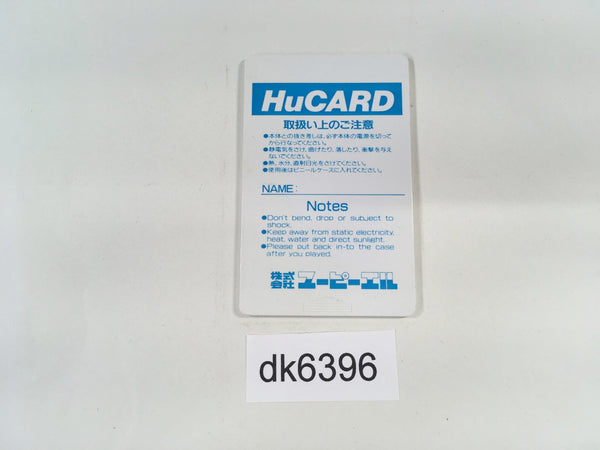 HuCARD
取扱い上のご注意
●本体との抜き差しは、必ず本体の電源を切って
から行なってください。
●静電気をさけ、曲げたり、落したり、衝撃を与え
ないでください。
●熱、水分、直射日光をさけてください。
●使用後はビニールケースに入れてください。
NAME:
Notes
●Don't bend, drop or subject to
shock.
●Keep away from static electricity,
heat, water and direct sunlight.
●Please put back in-to the case
after you played.
株式会社 ユーピーエル
dk6396